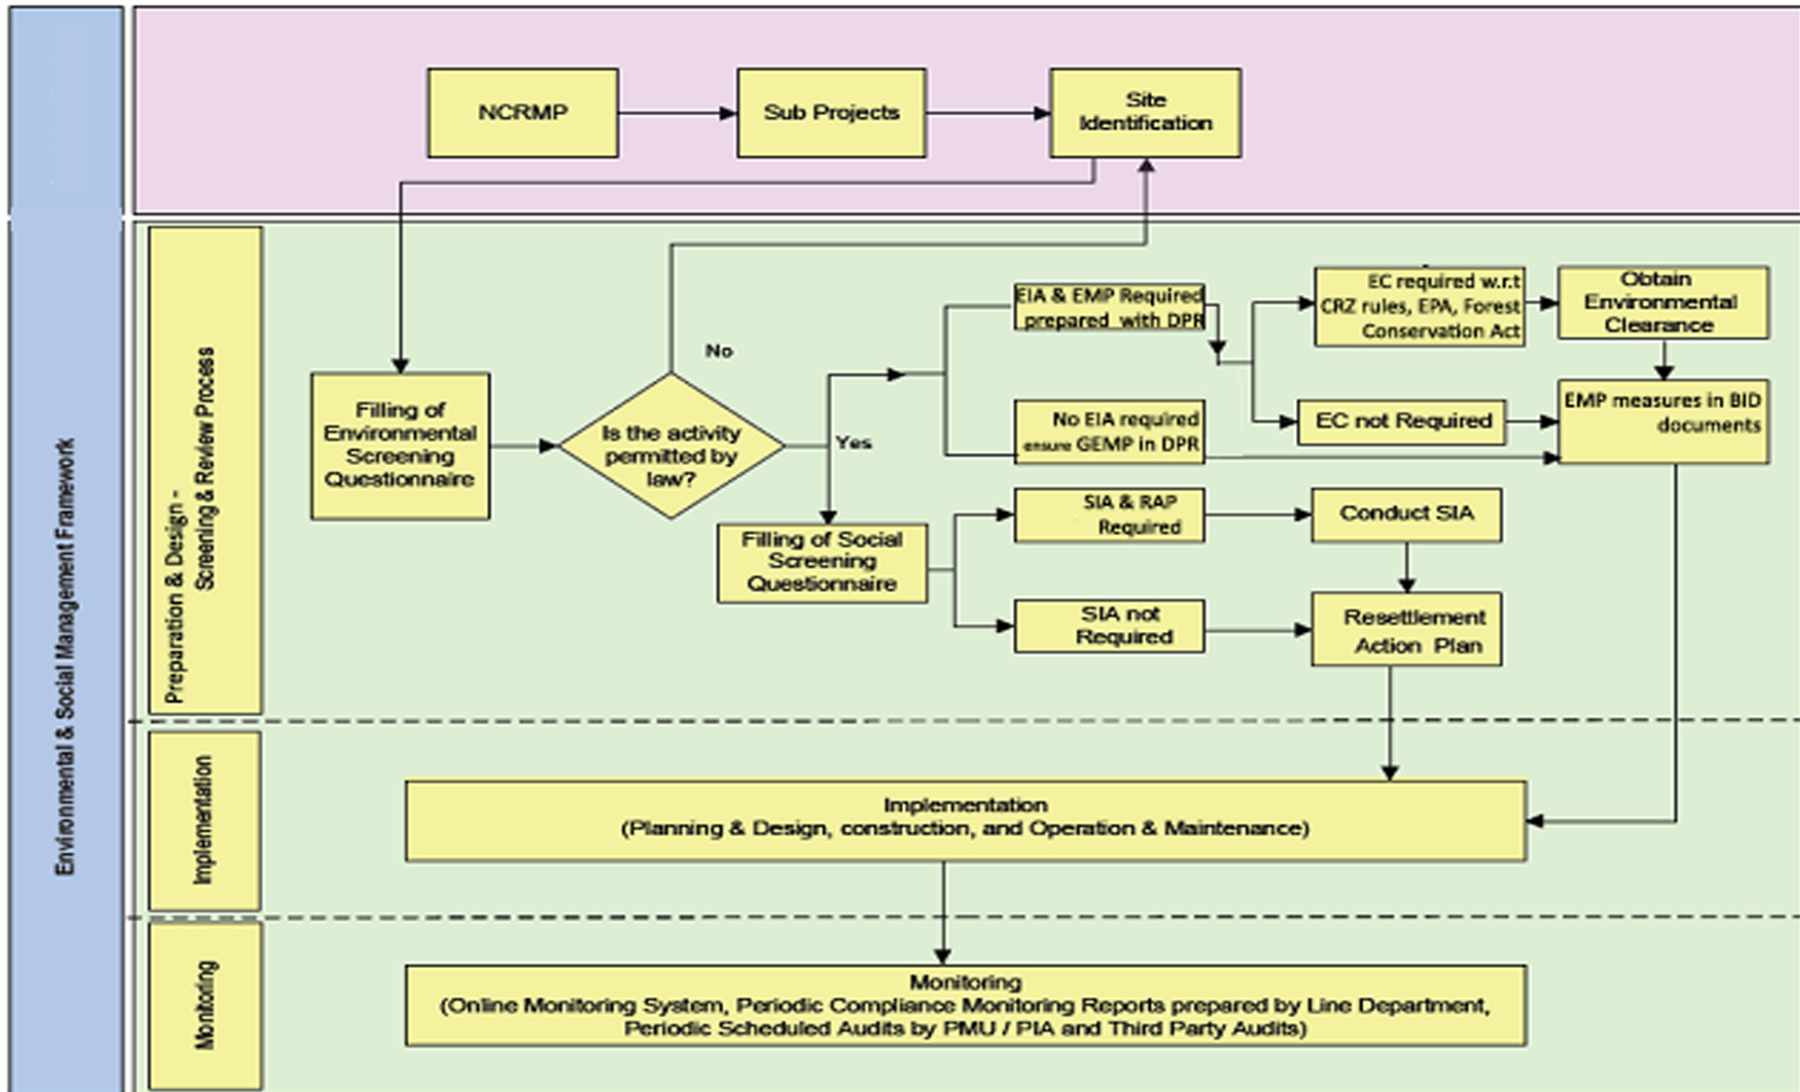 NCRMP
Sub Projects
Site
Identification
No
EIA & EMP Required
prepared with DPR
EC required w.r.t
CRZ rules, EPA, Forest
Conservation Act
Obtain
Environmental
Clearance
Filling of
Environmental
Screening
Questionnaire
Is the activity
permitted by
law?
Yes
No EIA required
ensure GEMP in DPR
EC not Required
EMP measures in BID
documents
Filling of Social
Screening
Questionnaire
SIA & RAP
Required
Conduct SIA
SIA not
Required
Resettlement
Action Plan
Implementation
(Planning & Design, construction, and Operation & Maintenance)
Monitoring
(Online Monitoring System, Periodic Compliance Monitoring Reports prepared by Line Department,
Periodic Scheduled Audits by PMU / PIA and Third Party Audits)
Environmental & Social Management Framework
Preparation & Design -
Screening & Review Process
Implementation
Monitoring